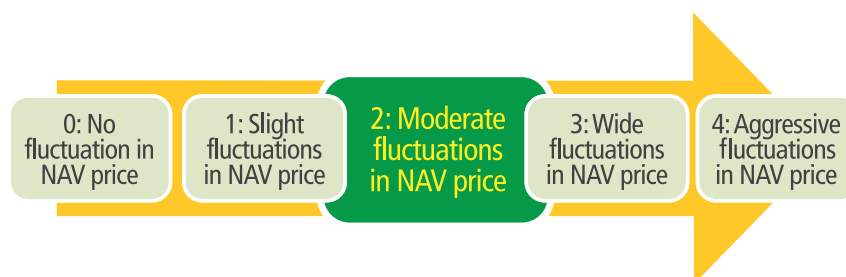 0: No
fluctuation in
NAV price
1: Slight
fluctuations
in NAV price
2: Moderate
fluctuations
in NAV price
3: Wide
fluctuations
in NAV price
4: Aggressive
fluctuations
in NAV price